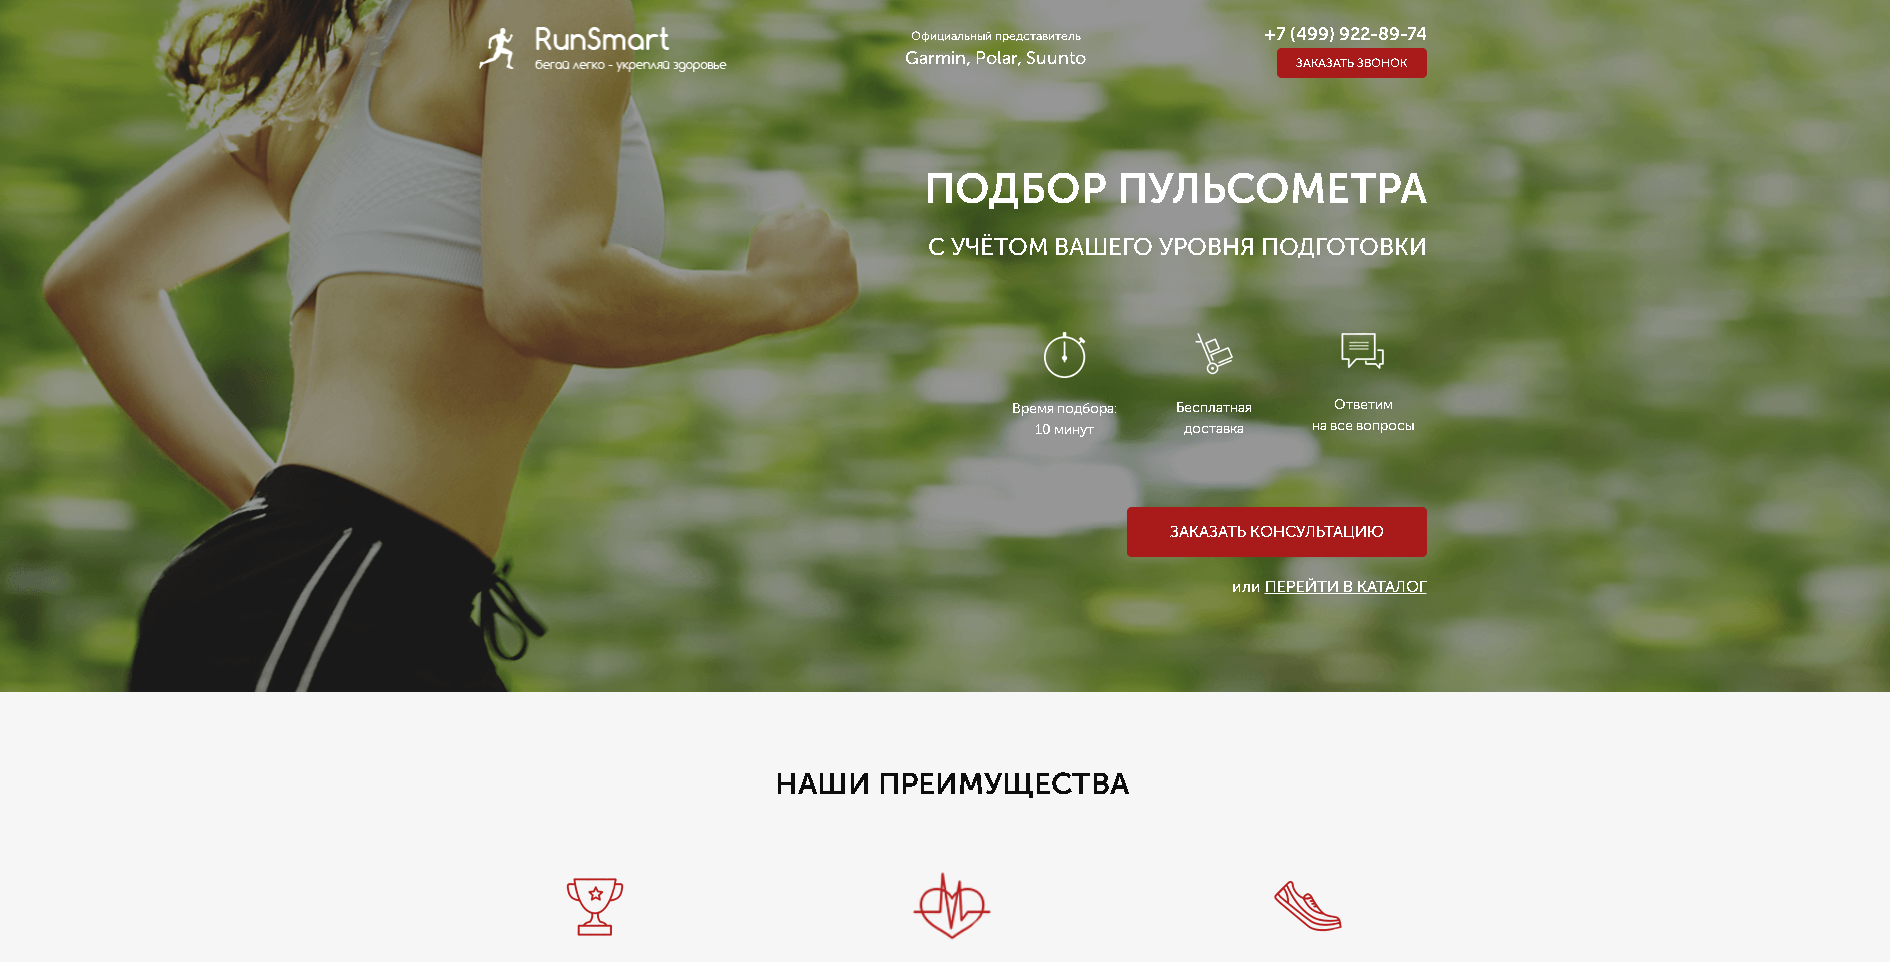 RunSmart
бегай легко - укрепляй здоровье
Официальный представитель
Garmin, Polar, Suunto
+7 (499) 922-89-74
ЗАКАЗАТЬ ЗВОНОК
ПОДБОР ПУЛЬСОМЕТРА
С УЧЁТОМ ВАШЕГО УРОВНЯ ПОДГОТОВКИ
Время подбора:
10 минут
Бесплатная
доставка
Ответим
на все вопросы
ЗАКАЗАТЬ КОНСУЛЬТАЦИЮ
или ПЕРЕЙТИ В КАТАЛОГ
НАШИ ПРЕИМУЩЕСТВА